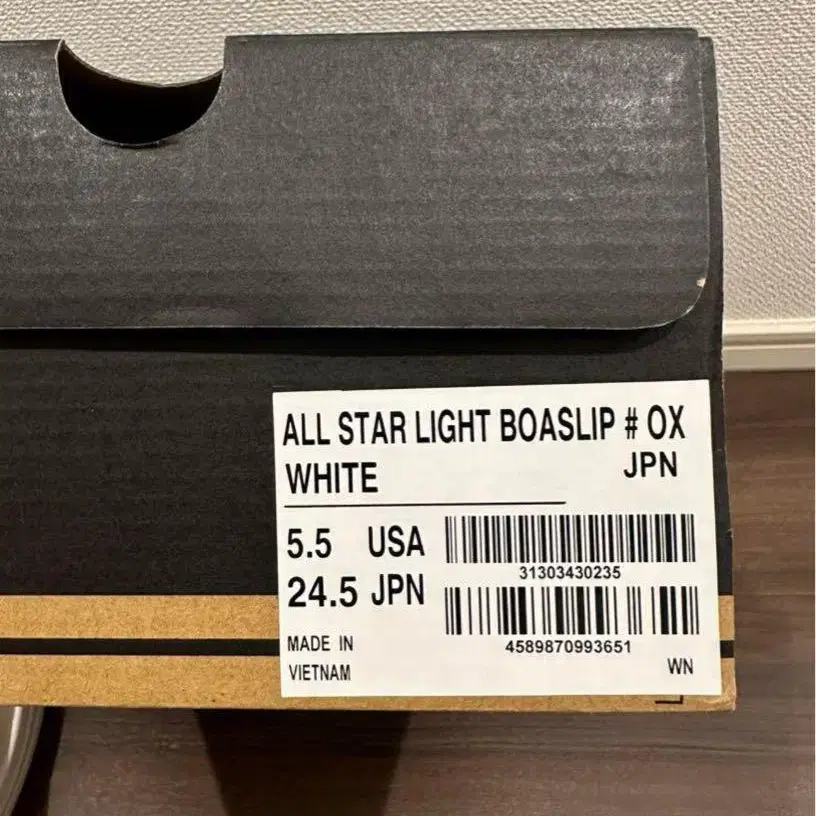 ALL STAR LIGHT BOASLIP # OX
WHITE JPN
5.5 USA
31303430235
24.5 JPN
4589870993651
MADE IN
VIETNAM
WN